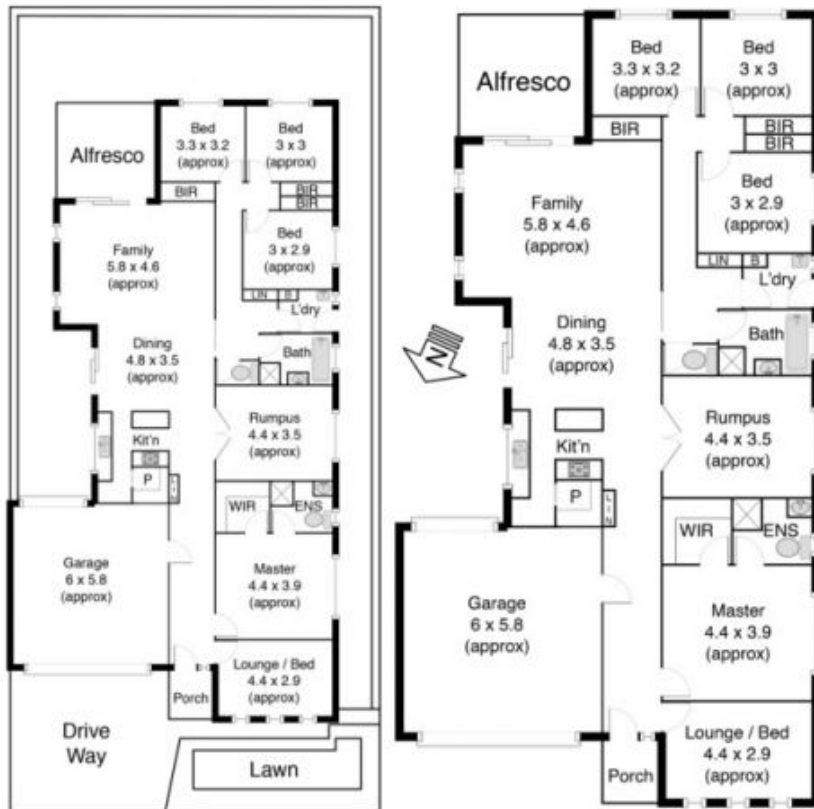 Alfresco
Bed
3.3 x 3.2
(approx)
Bed
3 x 3
(approx)
BIR
BIR
BIR
Family
5.8 x 4.6
(approx)
Bed
3 x 2.9
(approx)
LIN
B
L'dry
Dining
4.8 x 3.5
(approx)
Bath
Kit'n
Rumpus
4.4 x 3.5
(approx)
P
LIN
WIR
ENS
Garage
6 x 5.8
(approx)
Master
4.4 x 3.9
(approx)
Lounge / Bed
4.4 x 2.9
(approx)
Porch
Drive
Way
Lawn
Alfresco
Bed
3.3 x 3.2
(approx)
Bed
3 x 3
(approx)
BIR
BIR
BIR
Family
5.8 x 4.6
(approx)
Bed
3 x 2.9
(approx)
LIN
B
L'dry
N
Dining
4.8 x 3.5
(approx)
Bath
Kit'n
Rumpus
4.4 x 3.5
(approx)
P
LIN
WIR
ENS
Garage
6 x 5.8
(approx)
Master
4.4 x 3.9
(approx)
Lounge / Bed
4.4 x 2.9
(approx)
Porch